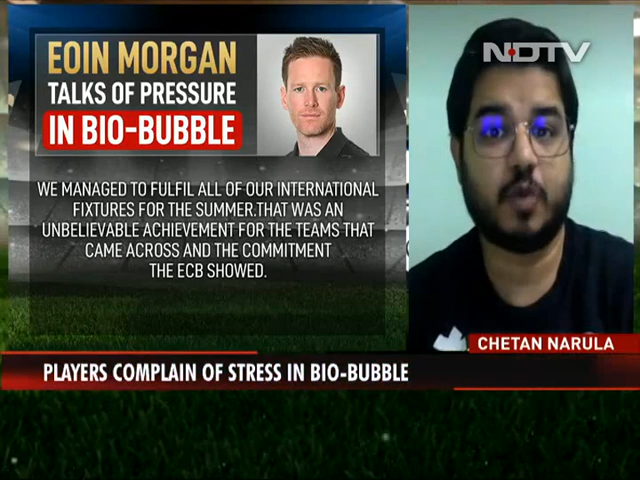 EOIN MORGAN
TALKS OF PRESSURE
IN BIO-BUBBLE
WE MANAGED TO FULFIL ALL OF OUR INTERNATIONAL
FIXTURES FOR THE SUMMER.THAT WAS AN
UNBELIEVABLE ACHIEVEMENT FOR THE TEAMS THAT
CAME ACROSS AND THE COMMITMENT
THE ECB SHOWED.
NDTV
CHETAN NARULA
PLAYERS COMPLAIN OF STRESS IN BIO-BUBBLE